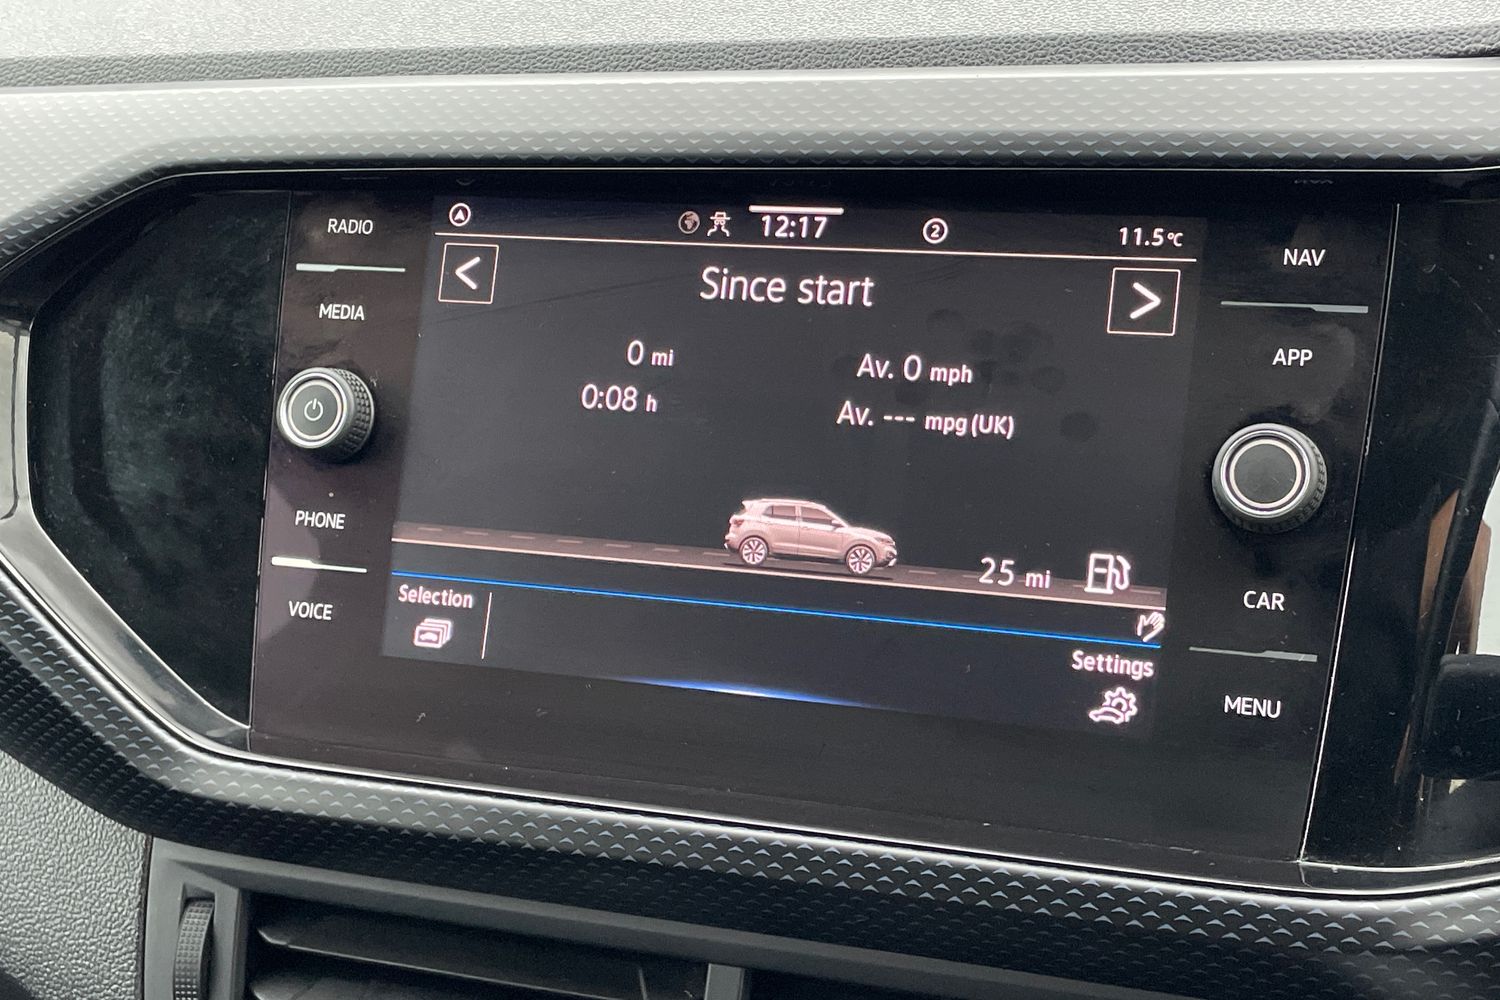 RADIO
MEDIA
PHONE
VOICE
12:17
2
11.5°C
Since start
0 mi
0:08 h
Av. 0 mph
Av. --- mpg (UK)
25 mi
Selection
Settings
NAV
APP
CAR
MENU